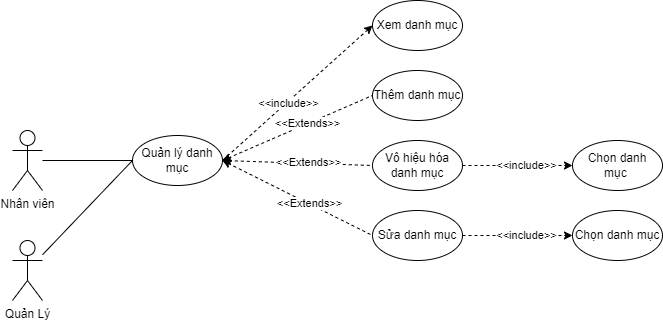 Xem danh mục
<<include>>
Thêm danh mục
<<Extends>>
Quản lý danh
mục
<<Extends>>
Vô hiệu hóa
danh mục
<<include>>
Chọn danh
mục
Nhân viên
<<Extends>>
Sửa danh mục
<<include>>
Chọn danh mục
Quản Lý